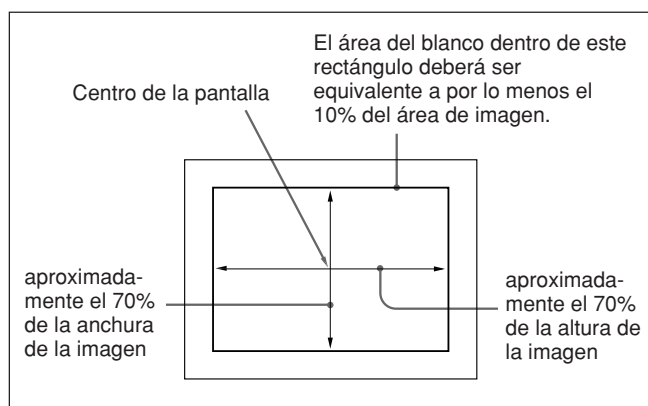 El área del blanco dentro de este
rectángulo deberá ser
equivalente a por lo menos el
10% del área de imagen.
Centro de la pantalla
aproximada-
mente el 70%
de la anchura
de la imagen
aproximada-
mente el 70%
de la altura de
la imagen